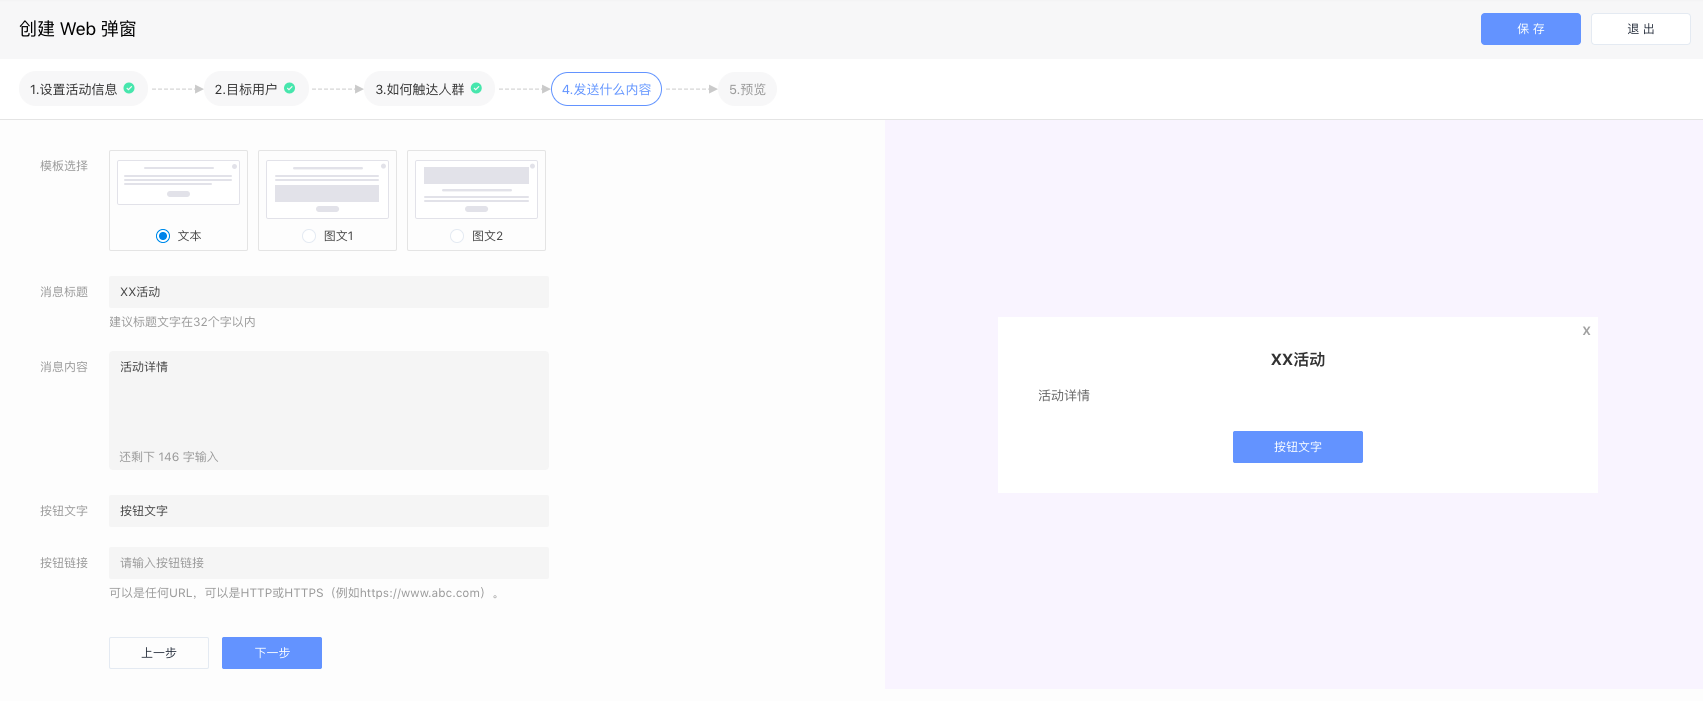 创建 Web 弹窗
保 存
退 出
1.设置活动信息
2.目标用户
3.如何触达人群
4.发送什么内容
5.预览
模板选择
文本
图文1
图文2
消息标题
XX活动
建议标题文字在32个字以内
消息内容
活动详情
还剩下 146 字输入
按钮文字
按钮文字
按钮链接
请输入按钮链接
可以是任何URL，可以是HTTP或HTTPS（例如https://www.abc.com）。
上一步
下一步
X
XX活动
活动详情
按钮文字